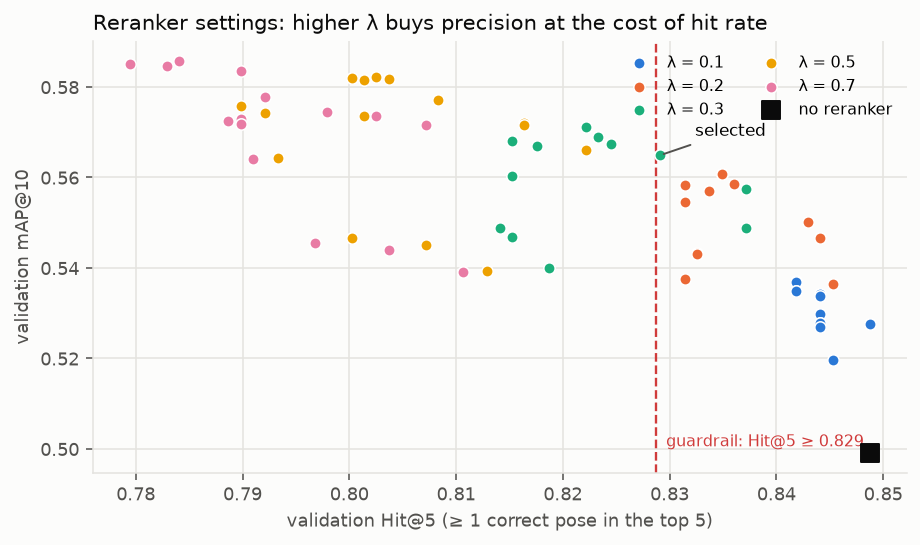 Reranker settings: higher λ buys precision at the cost of hit rate
λ = 0.1
λ = 0.2
λ = 0.3
λ = 0.5
λ = 0.7
no reranker
selected
guardrail: Hit@5 ≥ 0.829
validation mAP@10
0.58
0.56
0.54
0.52
0.50
0.78
0.79
0.80
0.81
0.82
0.83
0.84
0.85
validation Hit@5 (≥ 1 correct pose in the top 5)